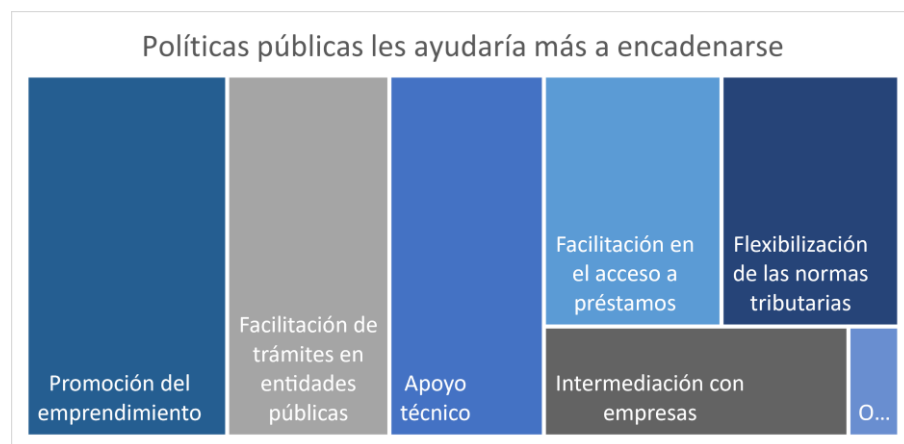 Políticas públicas les ayudaría más a encadenarse
Promoción del
emprendimiento
Facilitación de
trámites en
entidades
públicas
Apoyo
técnico
Facilitación en
el acceso a
préstamos
Flexibilización
de las normas
tributarias
Intermediación con
empresas
O...